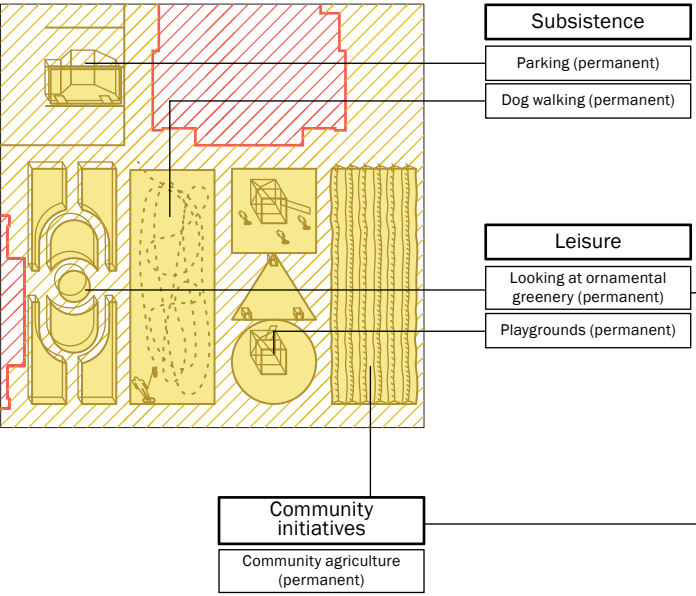 Subsistence
Parking (permanent)
Dog walking (permanent)
Leisure
Looking at ornamental
greenery (permanent)
Playgrounds (permanent)
Community
initiatives
Community agriculture
(permanent)